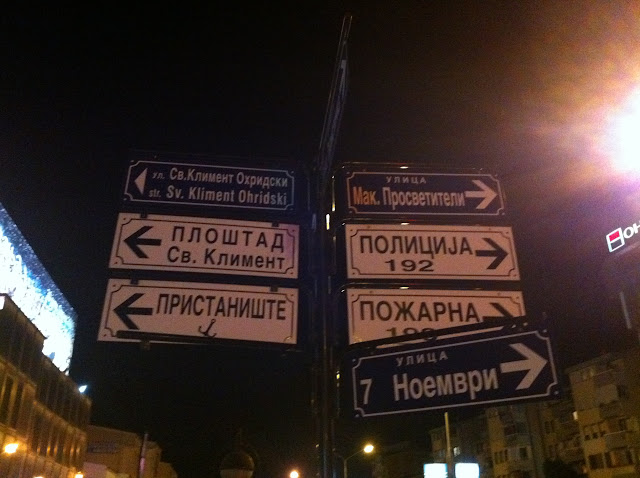 ул. Св.Климент Охридски
str. Sv. Kliment Ohridski
ПЛОШТАД
Св. Климент
ПРИСТАНИШТЕ
УЛИЦА
Мак. Просветители
ПОЛИЦИЈА
192
ПОЖАРНА
УЛИЦА
7 Ноември